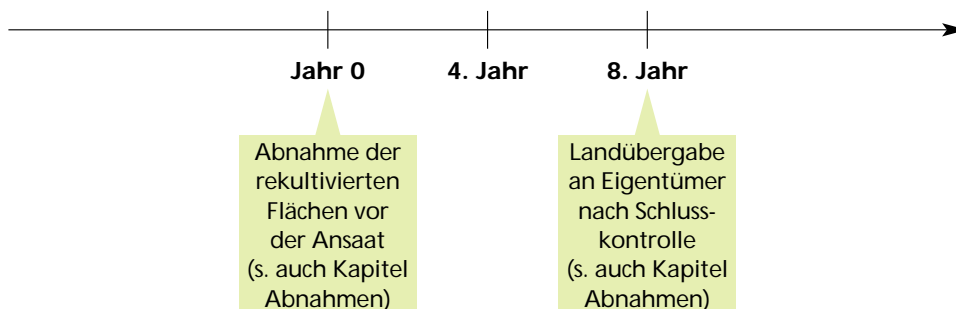 Jahr 0
4. Jahr
8. Jahr
Abnahme der
rekultivierten
Flächen vor
der Ansaat
(s. auch Kapitel
Abnahmen)
Landübergabe
an Eigentümer
nach Schluss-
kontrolle
(s. auch Kapitel
Abnahmen)